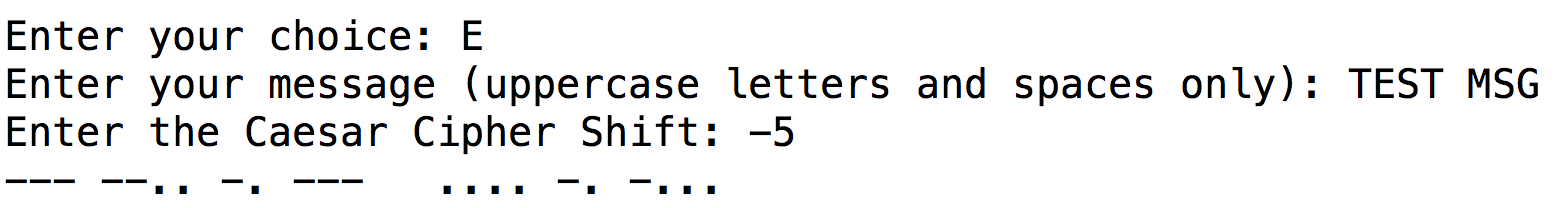 Enter your choice: E
Enter your message (uppercase letters and spaces only): TEST MSG
Enter the Caesar Cipher Shift: -5
--- --.. -. ---   .... -. -...